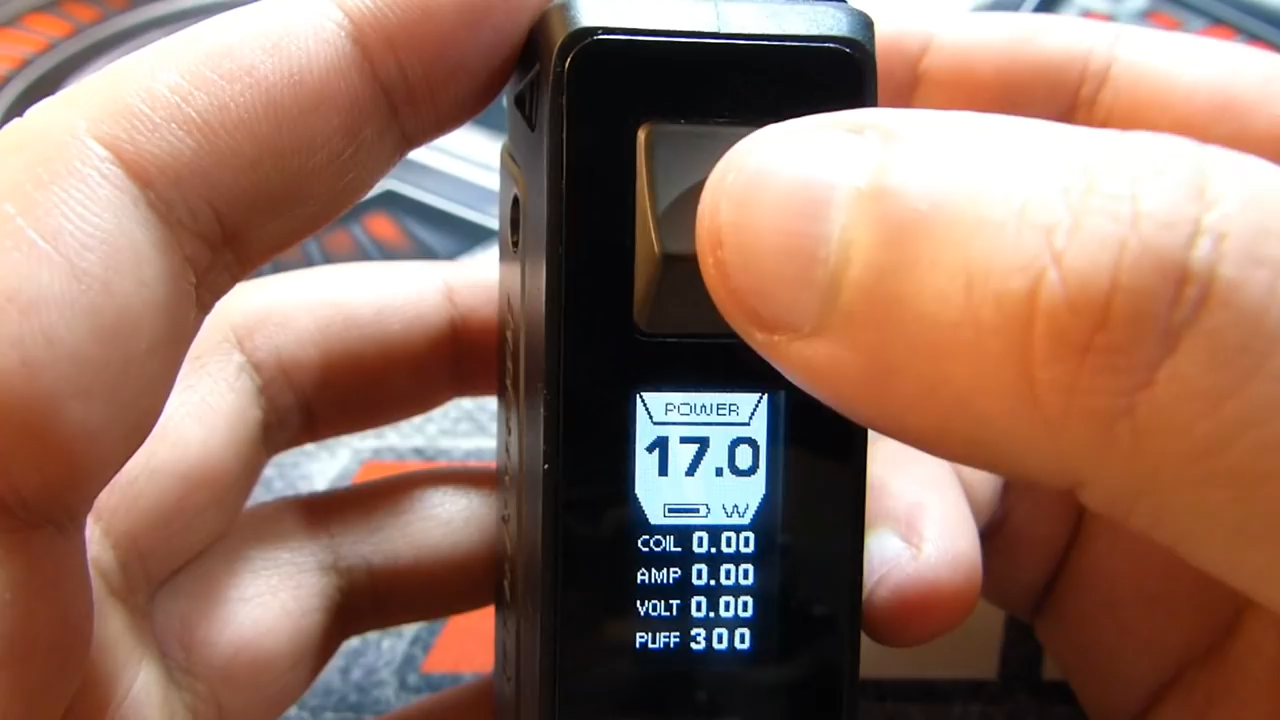 POWER
17.0
W
COIL 0.00
AMP 0.00
VOLT 0.00
PUFF 300